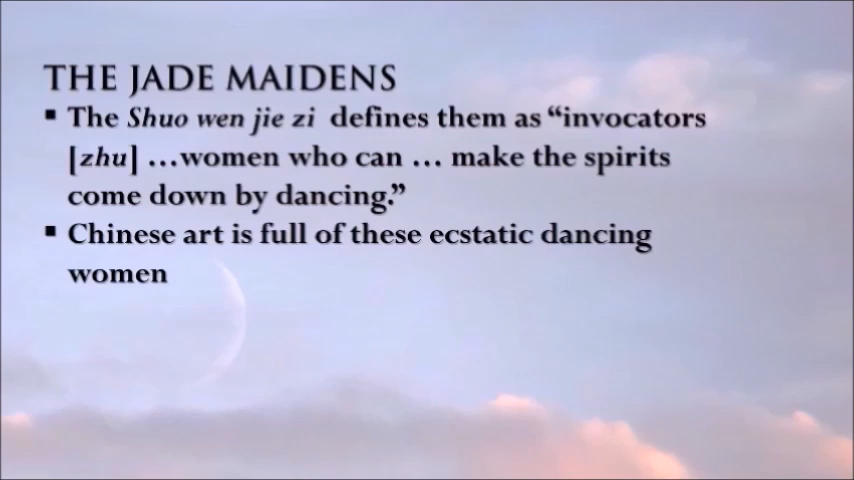 THE JADE MAIDENS
▪ The Shuo wen jie zi defines them as “invocators
[zhu] …women who can … make the spirits
come down by dancing.”
▪ Chinese art is full of these ecstatic dancing
women